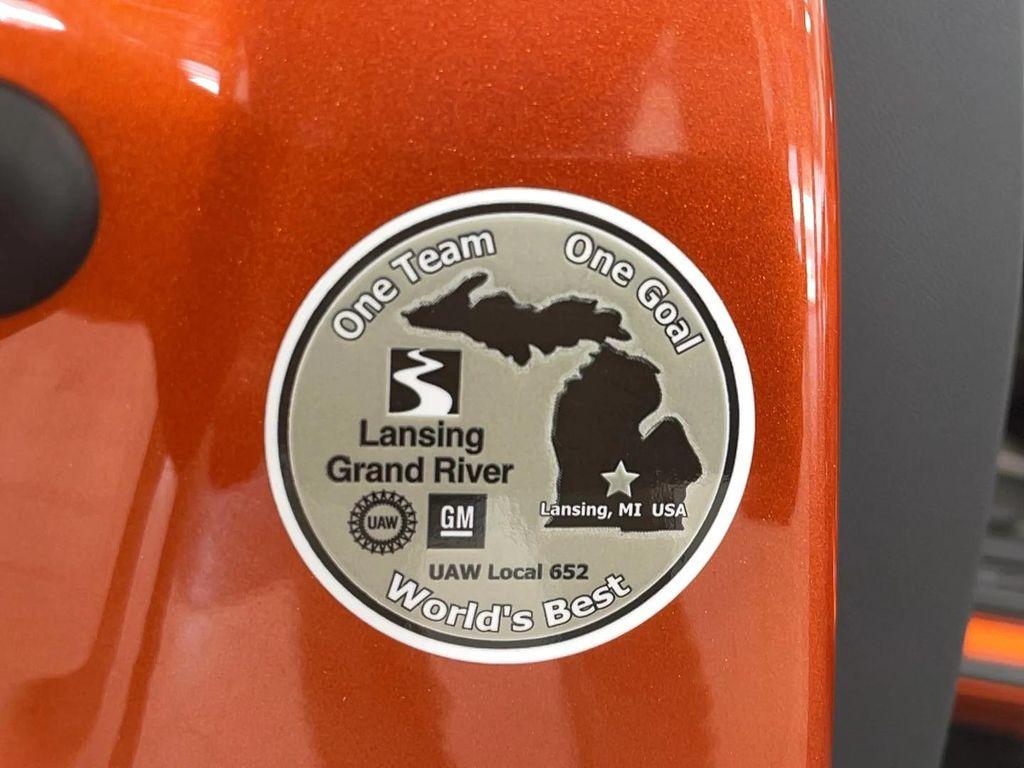 One Team One Goal
Lansing
Grand River
UAW GM
Lansing, MI USA
UAW Local 652
World's Best